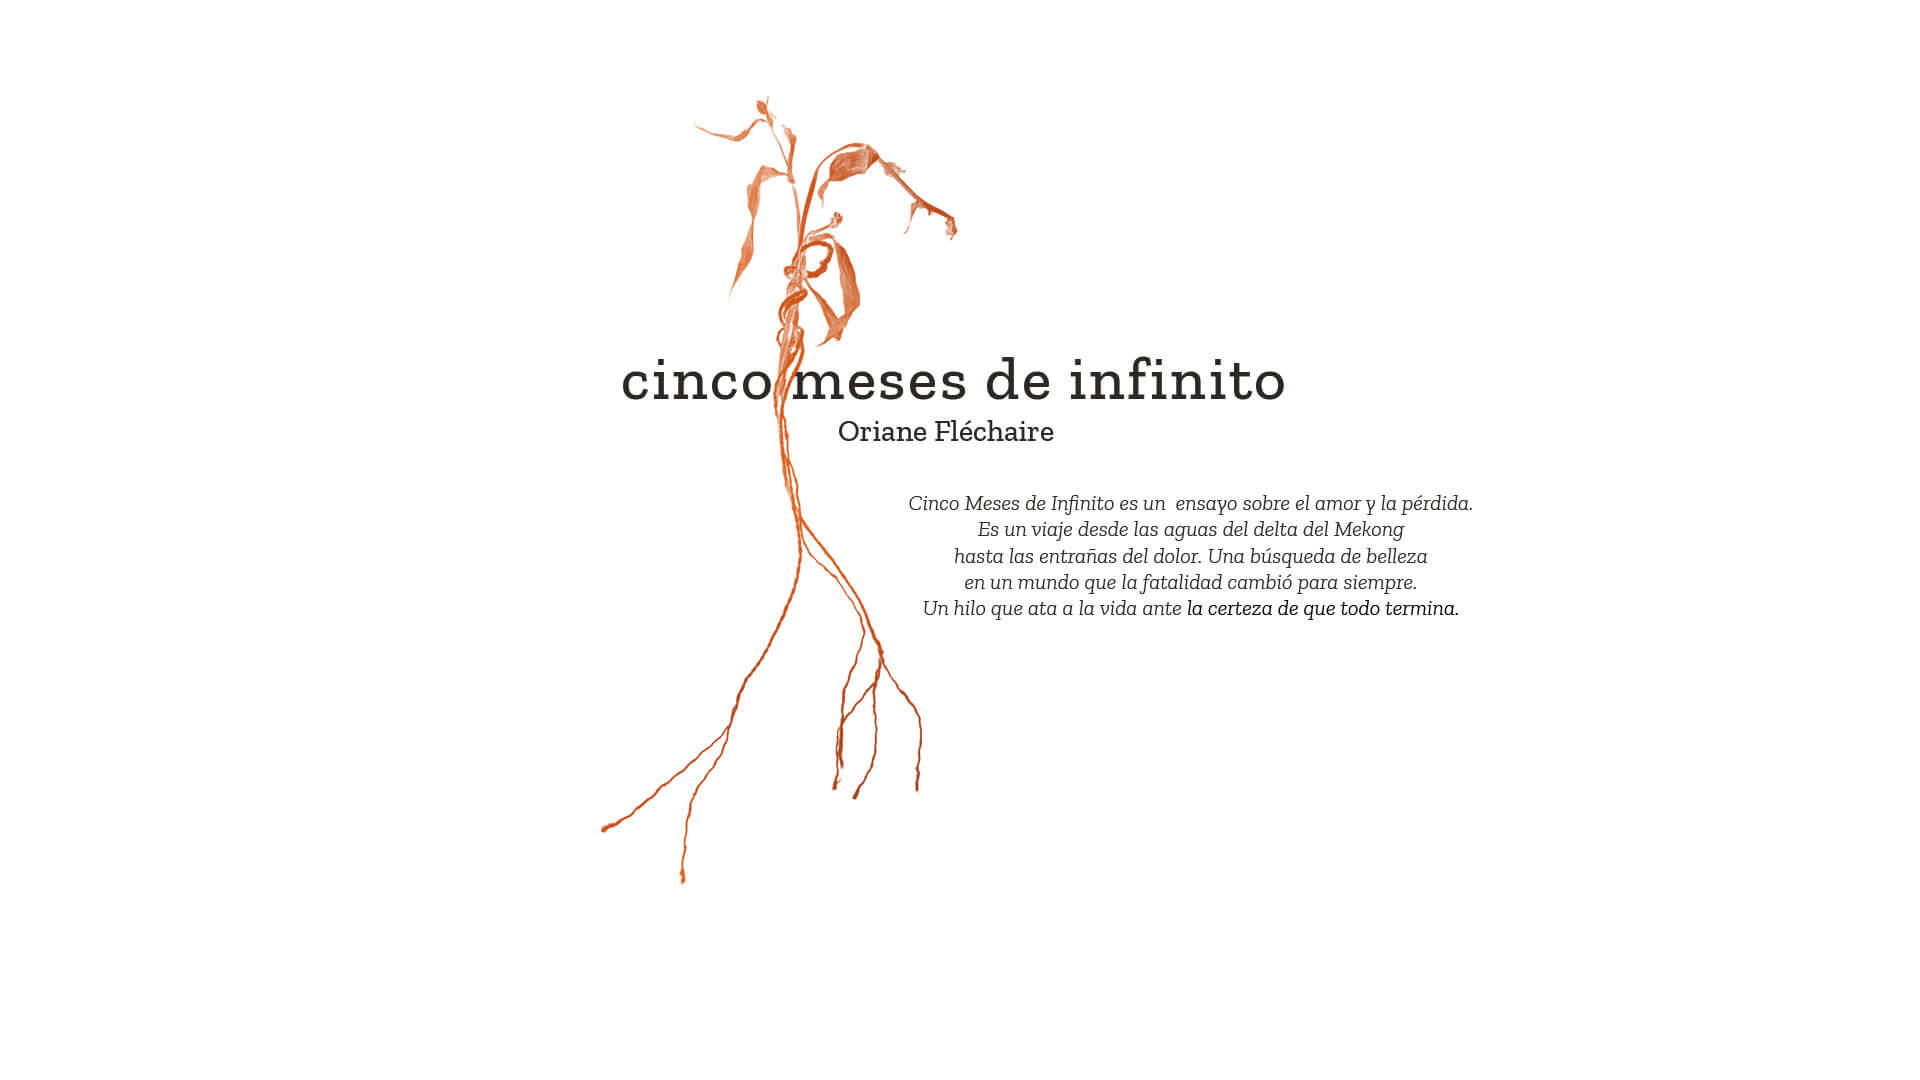 cinco meses de infinito
Oriane Fléchaire
Cinco Meses de Infinito es un  ensayo sobre el amor y la pérdida.
Es un viaje desde las aguas del delta del Mekong
hasta las entrañas del dolor. Una búsqueda de belleza
en un mundo que la fatalidad cambió para siempre.
Un hilo que ata a la vida ante la certeza de que todo termina.